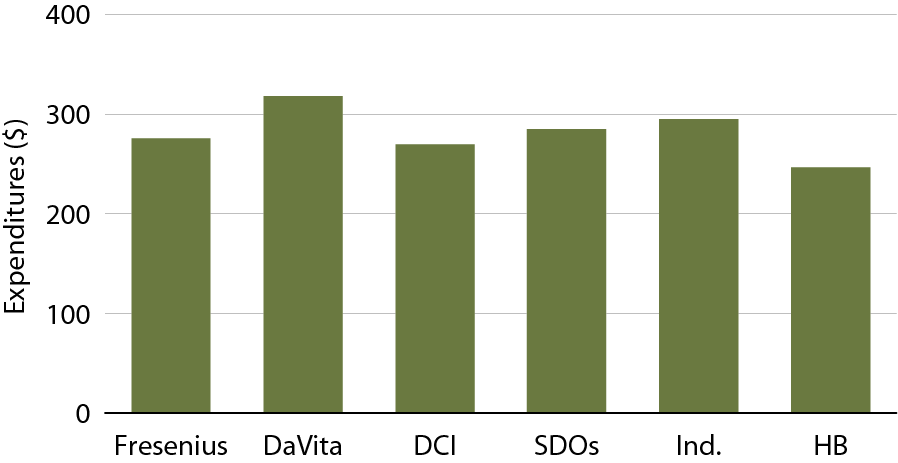 400
300
200
100
0
Expenditures ($)
Fresenius DaVita DCI SDOs Ind. HB